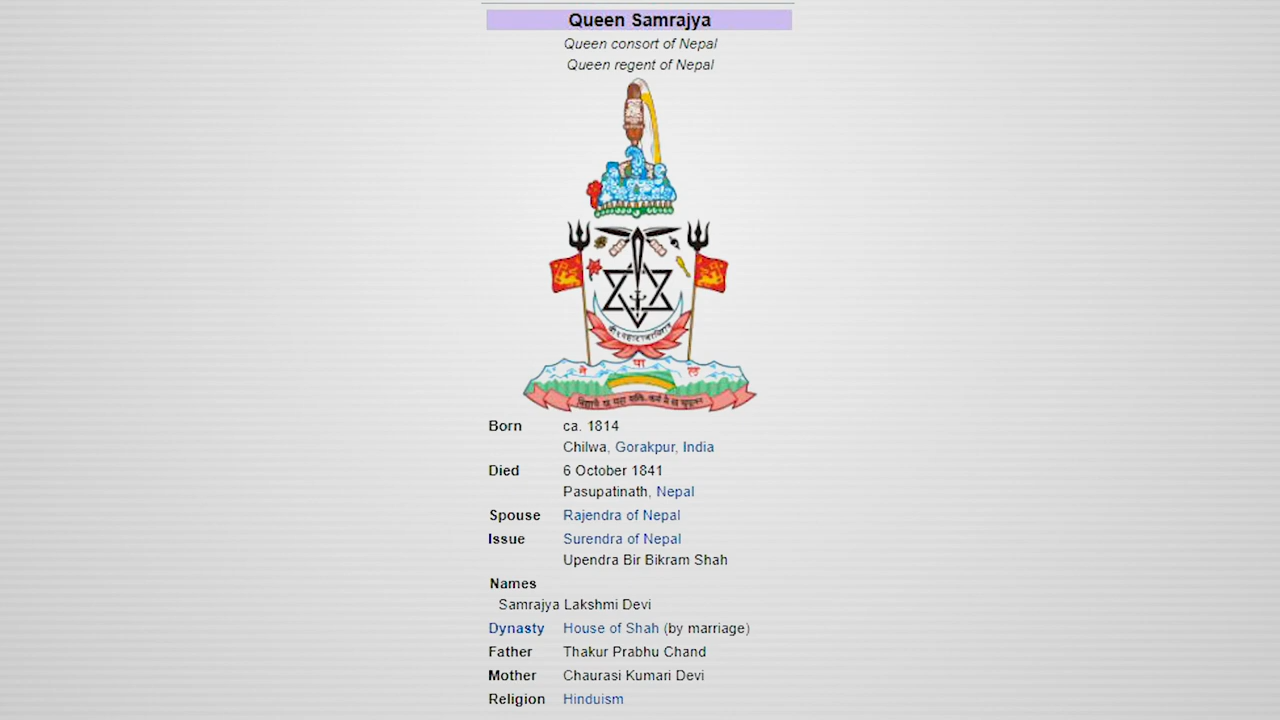 Queen Samrajya
Queen consort of Nepal
Queen regent of Nepal
ने पा ल
Born ca. 1814
Chilwa, Gorakpur, India
Died 6 October 1841
Pasupatinath, Nepal
Spouse Rajendra of Nepal
Issue Surendra of Nepal
Upendra Bir Bikram Shah
Names
Samrajya Lakshmi Devi
Dynasty House of Shah (by marriage)
Father Thakur Prabhu Chand
Mother Chaurasi Kumari Devi
Religion Hinduism